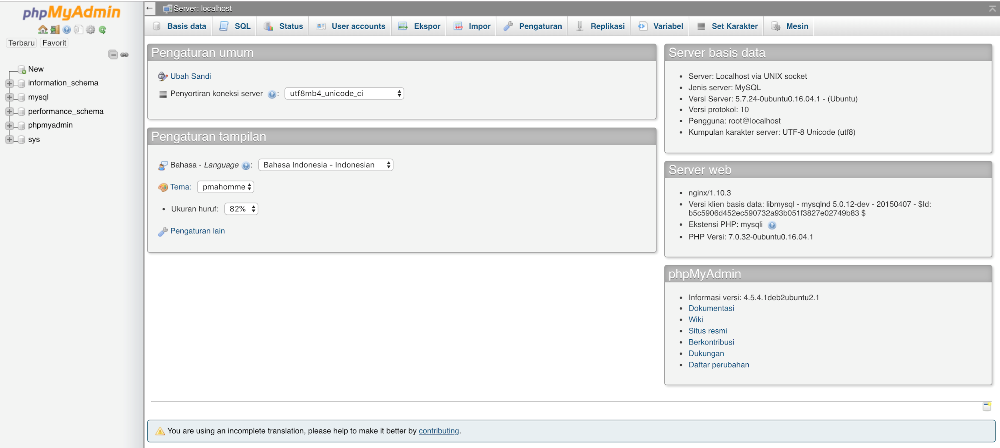 phpMyAdmin
Terbaru Favorit
New
information_schema
mysql
performance_schema
phpmyadmin
sys
Server: localhost
Basis data SQL Status User accounts Ekspor Impor Pengaturan Replikasi Variabel Set Karakter Mesin
Pengaturan umum
Ubah Sandi
Penyortiran koneksi server : utf8mb4_unicode_ci
Pengaturan tampilan
Bahasa - Language : Bahasa Indonesia - Indonesian
Tema: pmahomme
Ukuran huruf: 82%
Pengaturan lain
Server basis data
Server: Localhost via UNIX socket
Jenis server: MySQL
Versi Server: 5.7.24-0ubuntu0.16.04.1 - (Ubuntu)
Versi protokol: 10
Pengguna: root@localhost
Kumpulan karakter server: UTF-8 Unicode (utf8)
Server web
nginx/1.10.3
Versi klien basis data: libmysql - mysqlnd 5.0.12-dev - 20150407 - $Id:
b5c5906d452ec590732a93b051f3827e02749b83 $
Ekstensi PHP: mysqli
PHP Versi: 7.0.32-0ubuntu0.16.04.1
phpMyAdmin
Informasi versi: 4.5.4.1deb2ubuntu2.1
Dokumentasi
Wiki
Situs resmi
Berkontribusi
Dukungan
Daftar perubahan
You are using an incomplete translation, please help to make it better by contributing.